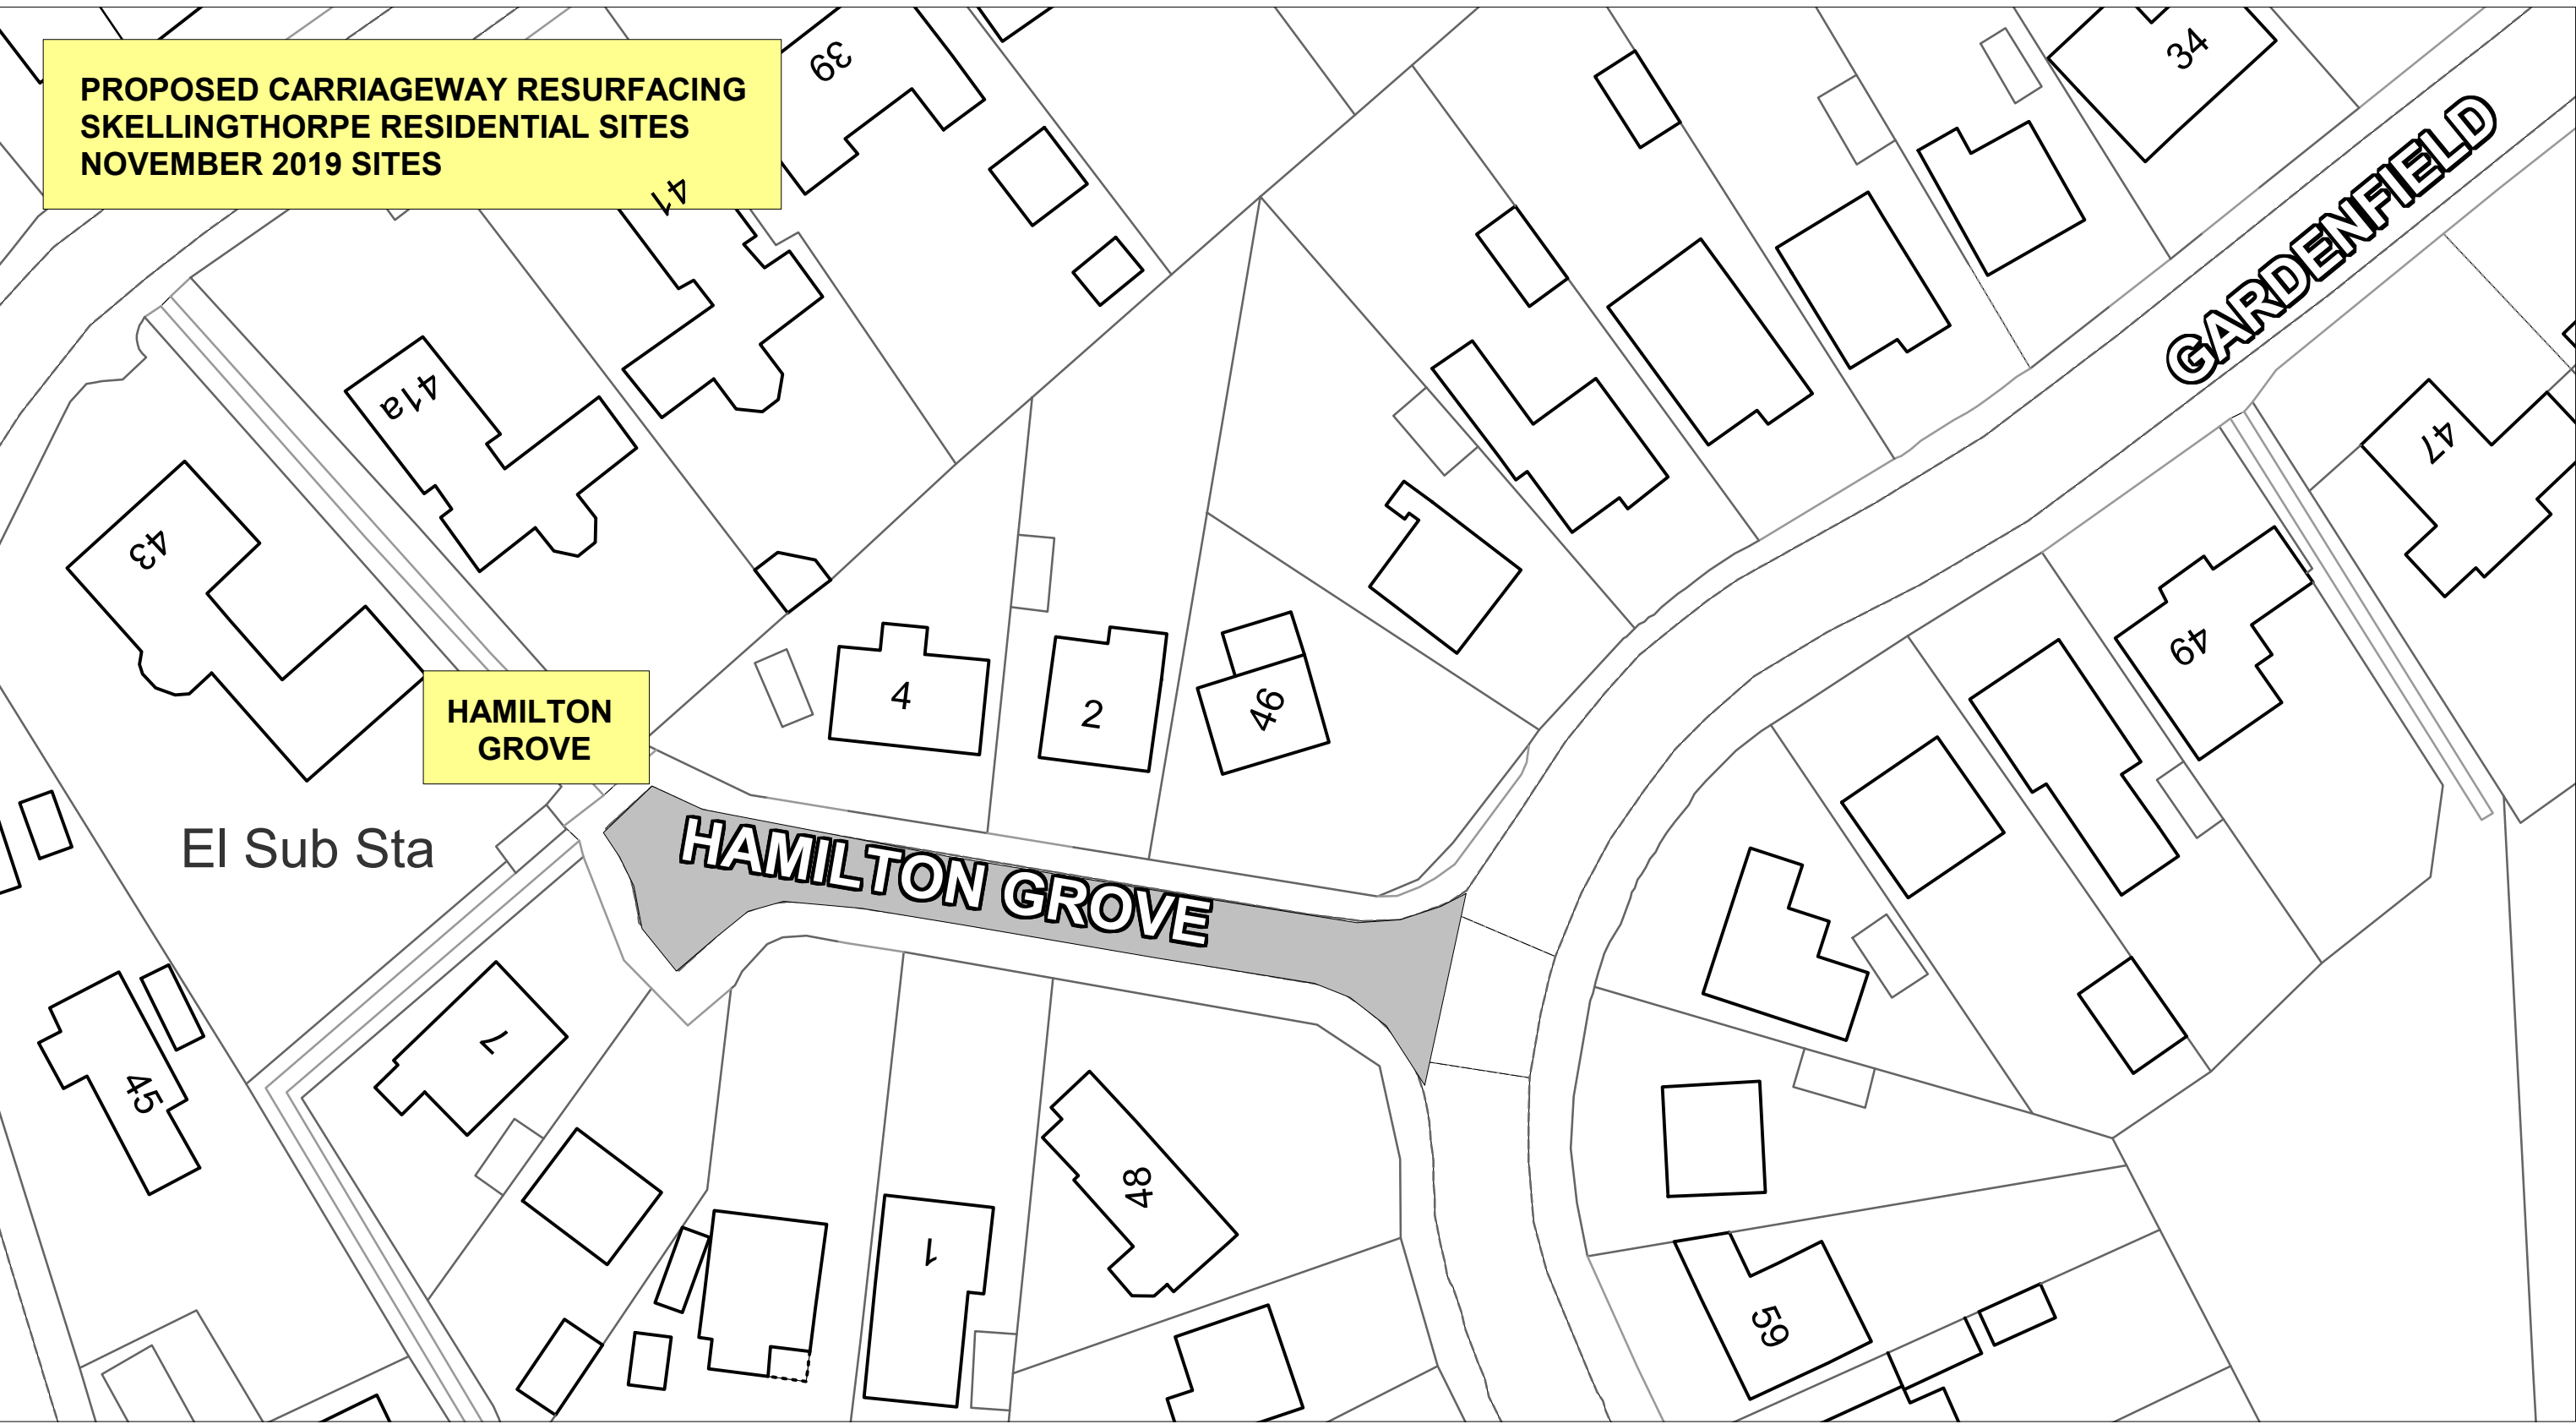 PROPOSED CARRIAGEWAY RESURFACING
SKELLINGTHORPE RESIDENTIAL SITES
NOVEMBER 2019 SITES
39
34
41
GARDENFIELD
41a
47
43
49
4
2
46
HAMILTON
GROVE
El Sub Sta
HAMILTON GROVE
7
45
48
1
59